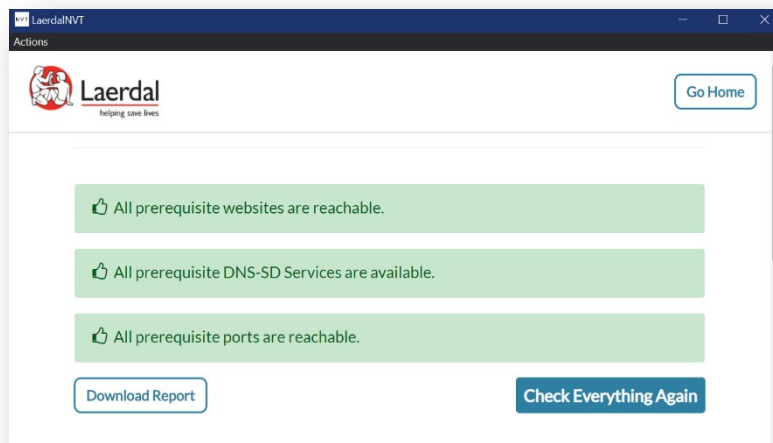 NVT LaerdalNVT
Actions
Laerdal
helping save lives
Go Home
All prerequisite websites are reachable.
All prerequisite DNS-SD Services are available.
All prerequisite ports are reachable.
Download Report
Check Everything Again